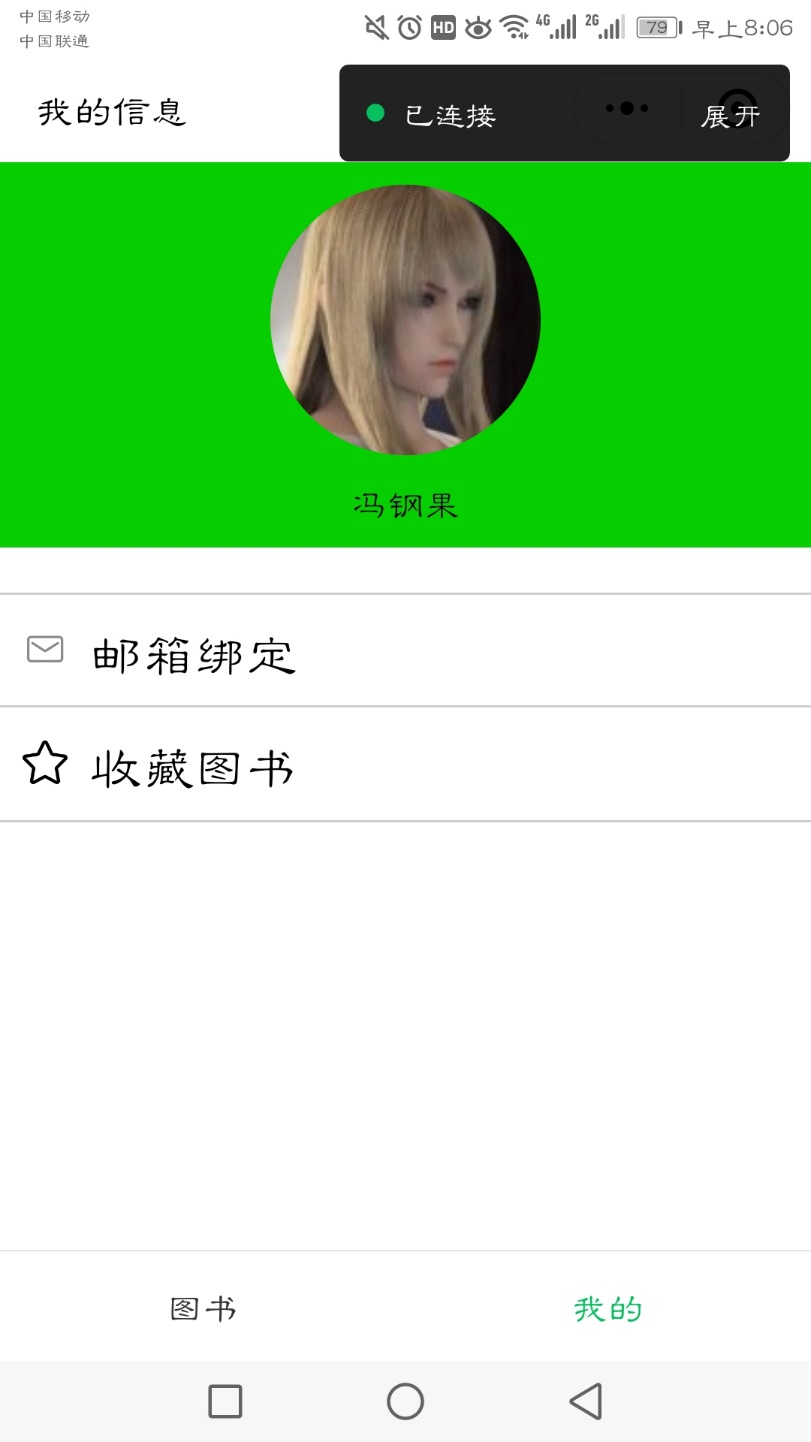 中国移动
中国联通
HD 4G 2G 79 早上8:06
我的信息
已连接 展开
冯钢果
邮箱绑定
收藏图书
图书 我的